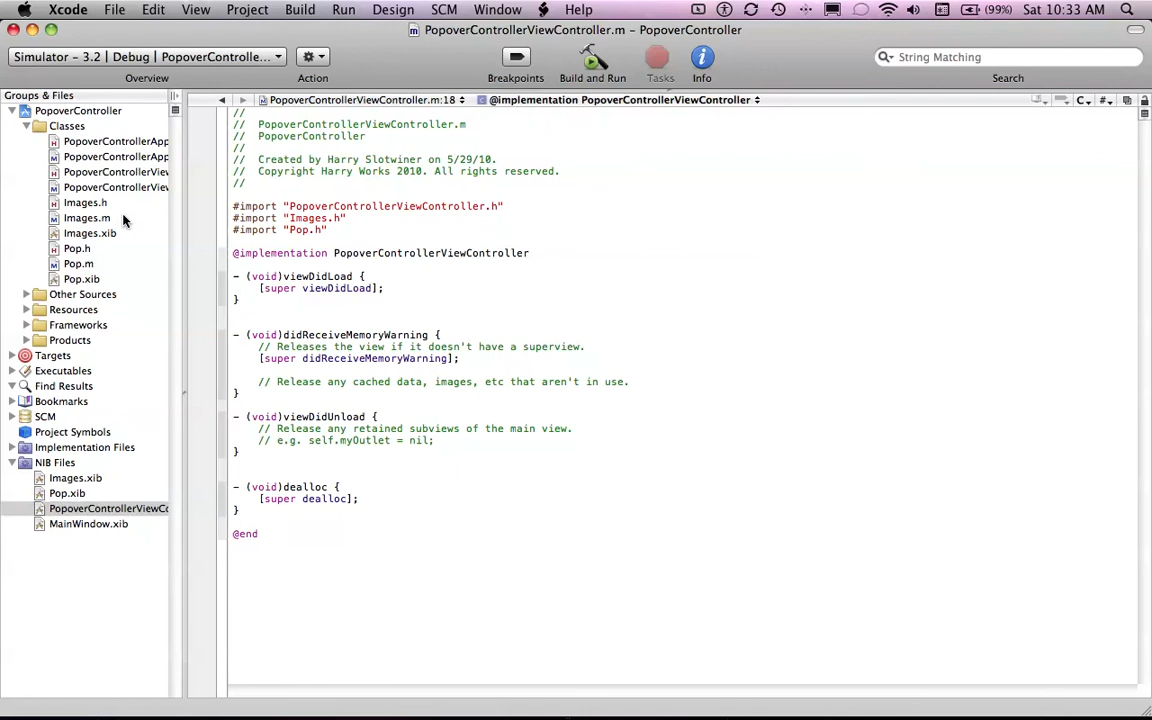 Xcode File Edit View Project Build Run Design SCM Window Help (99%) Sat 10:33 AM
PopoverControllerViewController.m – PopoverController
Simulator - 3.2 | Debug | PopoverControlle... String Matching
Overview Action Breakpoints Build and Run Tasks Info Search
Groups & Files
PopoverController
Classes
PopoverControllerApp
PopoverControllerApp
PopoverControllerView
PopoverControllerView
Images.h
Images.m
Images.xib
Pop.h
Pop.m
Pop.xib
Other Sources
Resources
Frameworks
Products
Targets
Executables
Find Results
Bookmarks
SCM
Project Symbols
Implementation Files
NIB Files
Images.xib
Pop.xib
PopoverControllerViewCo
MainWindow.xib
PopoverControllerViewController.m:18 C @implementation PopoverControllerViewController C #
//
// PopoverControllerViewController.m
// PopoverController
//
// Created by Harry Slotwiner on 5/29/10.
// Copyright Harry Works 2010. All rights reserved.
//
#import "PopoverControllerViewController.h"
#import "Images.h"
#import "Pop.h"
@implementation PopoverControllerViewController
- (void)viewDidLoad {
[super viewDidLoad];
}
- (void)didReceiveMemoryWarning {
// Releases the view if it doesn't have a superview.
[super didReceiveMemoryWarning];
// Release any cached data, images, etc that aren't in use.
}
- (void)viewDidUnload {
// Release any retained subviews of the main view.
// e.g. self.myOutlet = nil;
}
- (void)dealloc {
[super dealloc];
}
@end